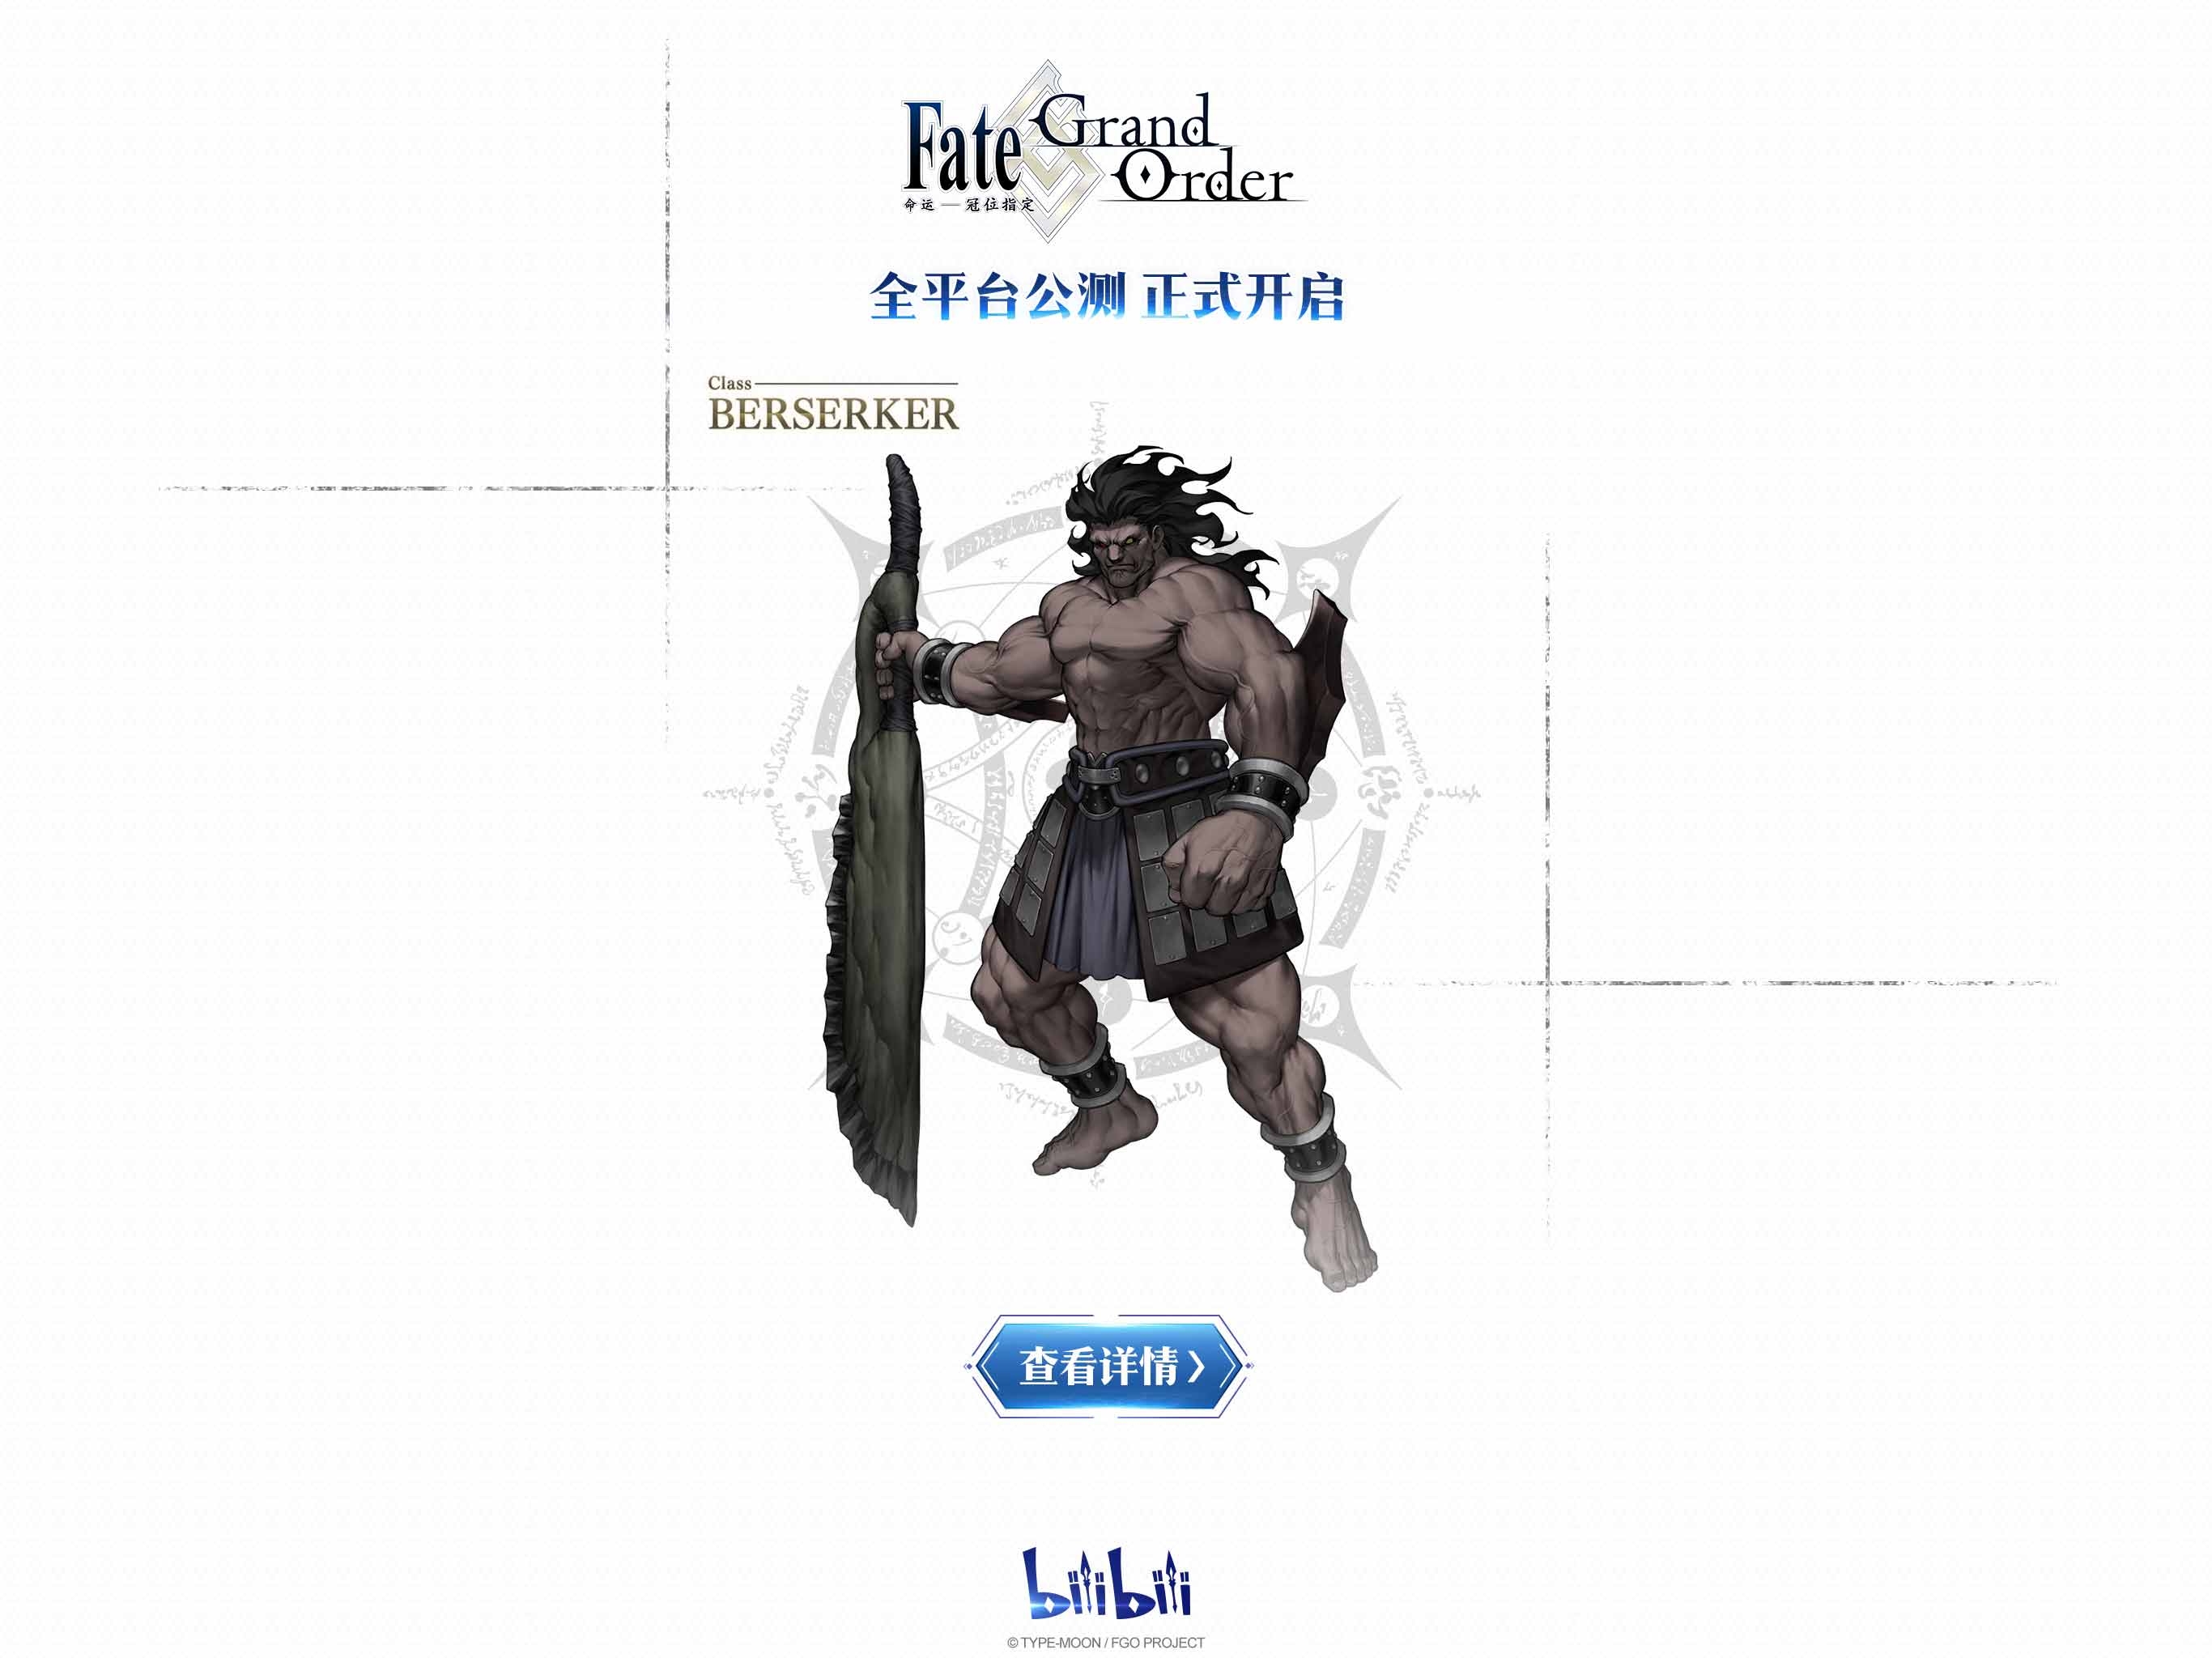 Fate
Grand
Order
命运—冠位指定
全平台公测 正式开启
Class
BERSERKER
查看详情
bilibili
© TYPE-MOON / FGO PROJECT